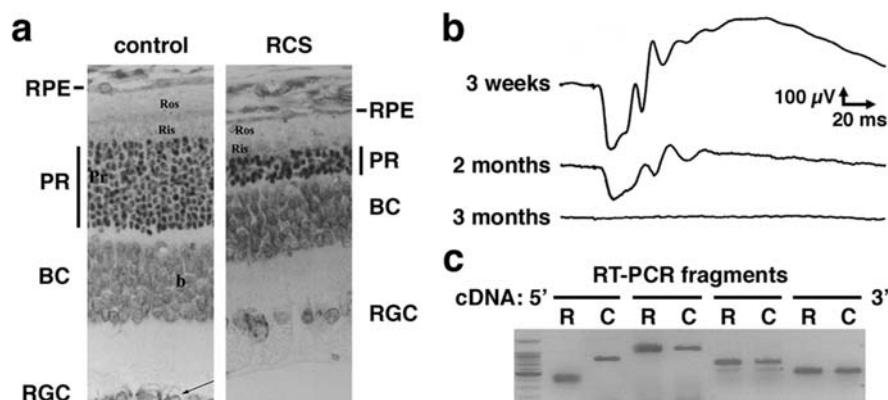 a
control
RCS
RPE
Ros
Ris
PR
Pr
BC
b
RGC
Ros
Ris
RPE
PR
BC
RGC
b
3 weeks
100 µV
20 ms
2 months
3 months
c
RT-PCR fragments
cDNA: 5’ 3’
R C R C R C R C